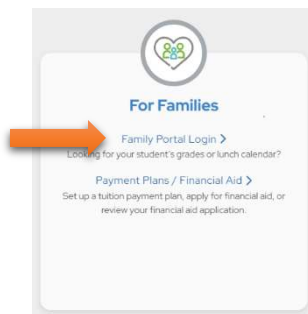 For Families
Family Portal Login >
Looking for your student's grades or lunch calendar?
Payment Plans / Financial Aid >
Set up a tuition payment plan, apply for financial aid, or
review your financial aid application.